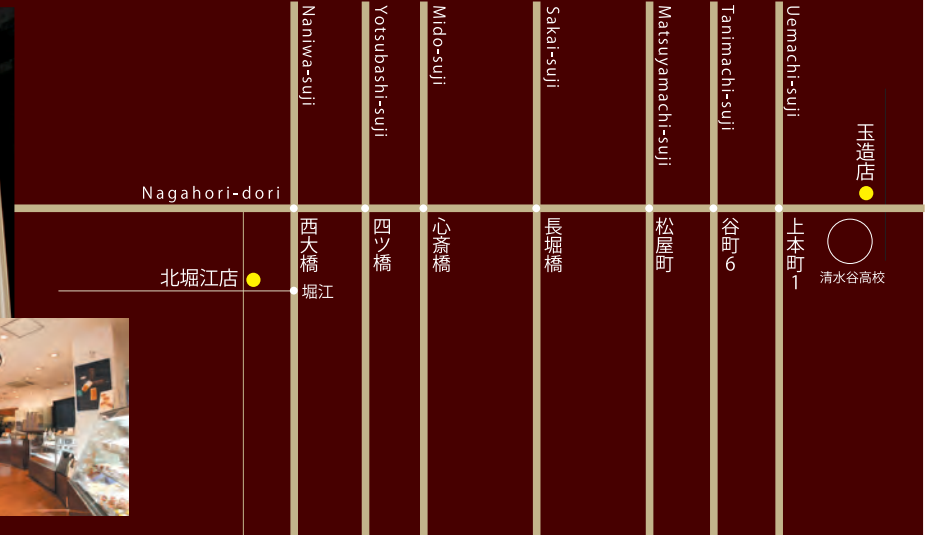 Naniwa-suji
Yotsubashi-suji
Mido-suji
Sakai-suji
Matsuyamachi-suji
Tanimachi-suji
Uemachi-suji
玉造店
Nagahori-dori
西大橋
四ツ橋
心斎橋
長堀橋
松屋町
谷町6
上本町1
清水谷高校
北堀江店
堀江